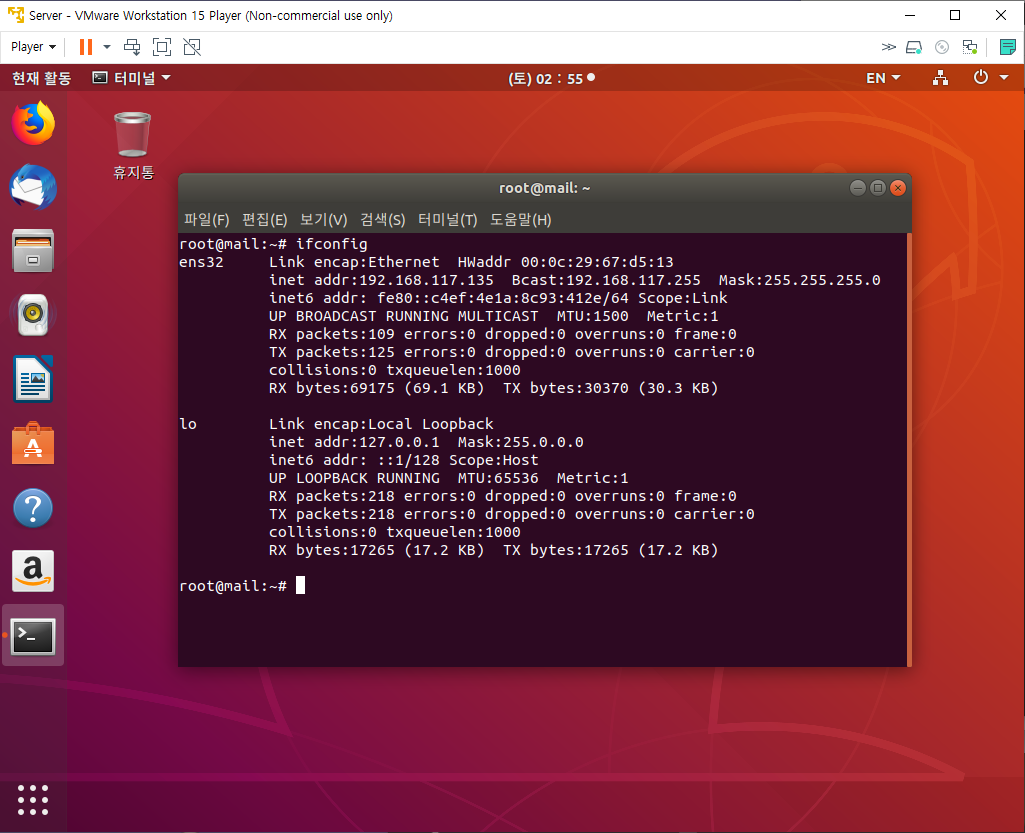 Server - VMware Workstation 15 Player (Non-commercial use only)
Player
현재 활동 터미널 (토) 02 : 55 EN
휴지통
root@mail: ~
파일(F) 편집(E) 보기(V) 검색(S) 터미널(T) 도움말(H)
root@mail:~# ifconfig
ens32 Link encap:Ethernet HWaddr 00:0c:29:67:d5:13
inet addr:192.168.117.135 Bcast:192.168.117.255 Mask:255.255.255.0
inet6 addr: fe80::c4ef:4e1a:8c93:412e/64 Scope:Link
UP BROADCAST RUNNING MULTICAST MTU:1500 Metric:1
RX packets:109 errors:0 dropped:0 overruns:0 frame:0
TX packets:125 errors:0 dropped:0 overruns:0 carrier:0
collisions:0 txqueuelen:1000
RX bytes:69175 (69.1 KB) TX bytes:30370 (30.3 KB)
lo Link encap:Local Loopback
inet addr:127.0.0.1 Mask:255.0.0.0
inet6 addr: ::1/128 Scope:Host
UP LOOPBACK RUNNING MTU:65536 Metric:1
RX packets:218 errors:0 dropped:0 overruns:0 frame:0
TX packets:218 errors:0 dropped:0 overruns:0 carrier:0
collisions:0 txqueuelen:1000
RX bytes:17265 (17.2 KB) TX bytes:17265 (17.2 KB)
root@mail:~#